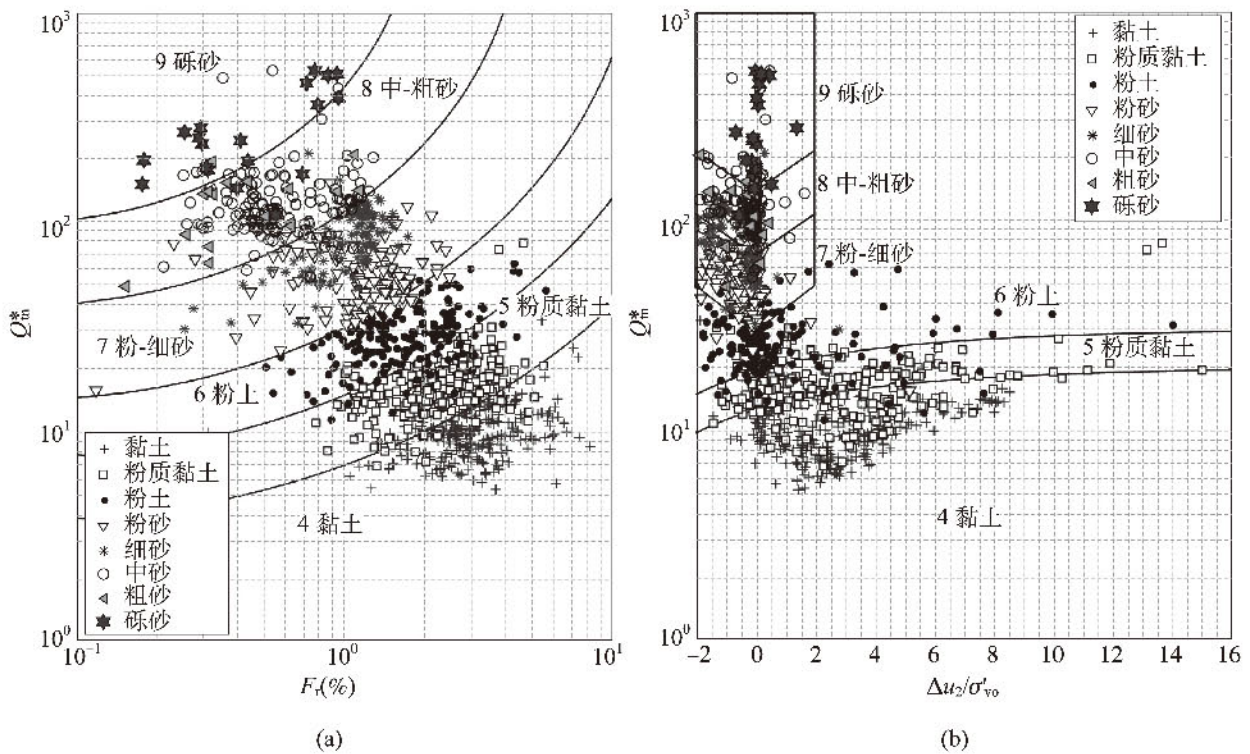 10³
9 砾砂
8 中-粗砂
10²
Q*tn
5 粉质黏土
7 粉-细砂
6 粉土
10¹
黏土
粉质黏土
粉土
粉砂
细砂
中砂
粗砂
砾砂
4 黏土
10⁰
10⁻¹
10⁰
10¹
Fr(%)
(a)
10³
黏土
粉质黏土
粉土
粉砂
细砂
中砂
粗砂
砾砂
9 砾砂
8 中-粗砂
10²
7 粉-细砂
Q*tn
6 粉土
5 粉质黏土
10¹
4 黏土
10⁰
-2 0 2 4 6 8 10 12 14 16
Δu₂/σ'vo
(b)